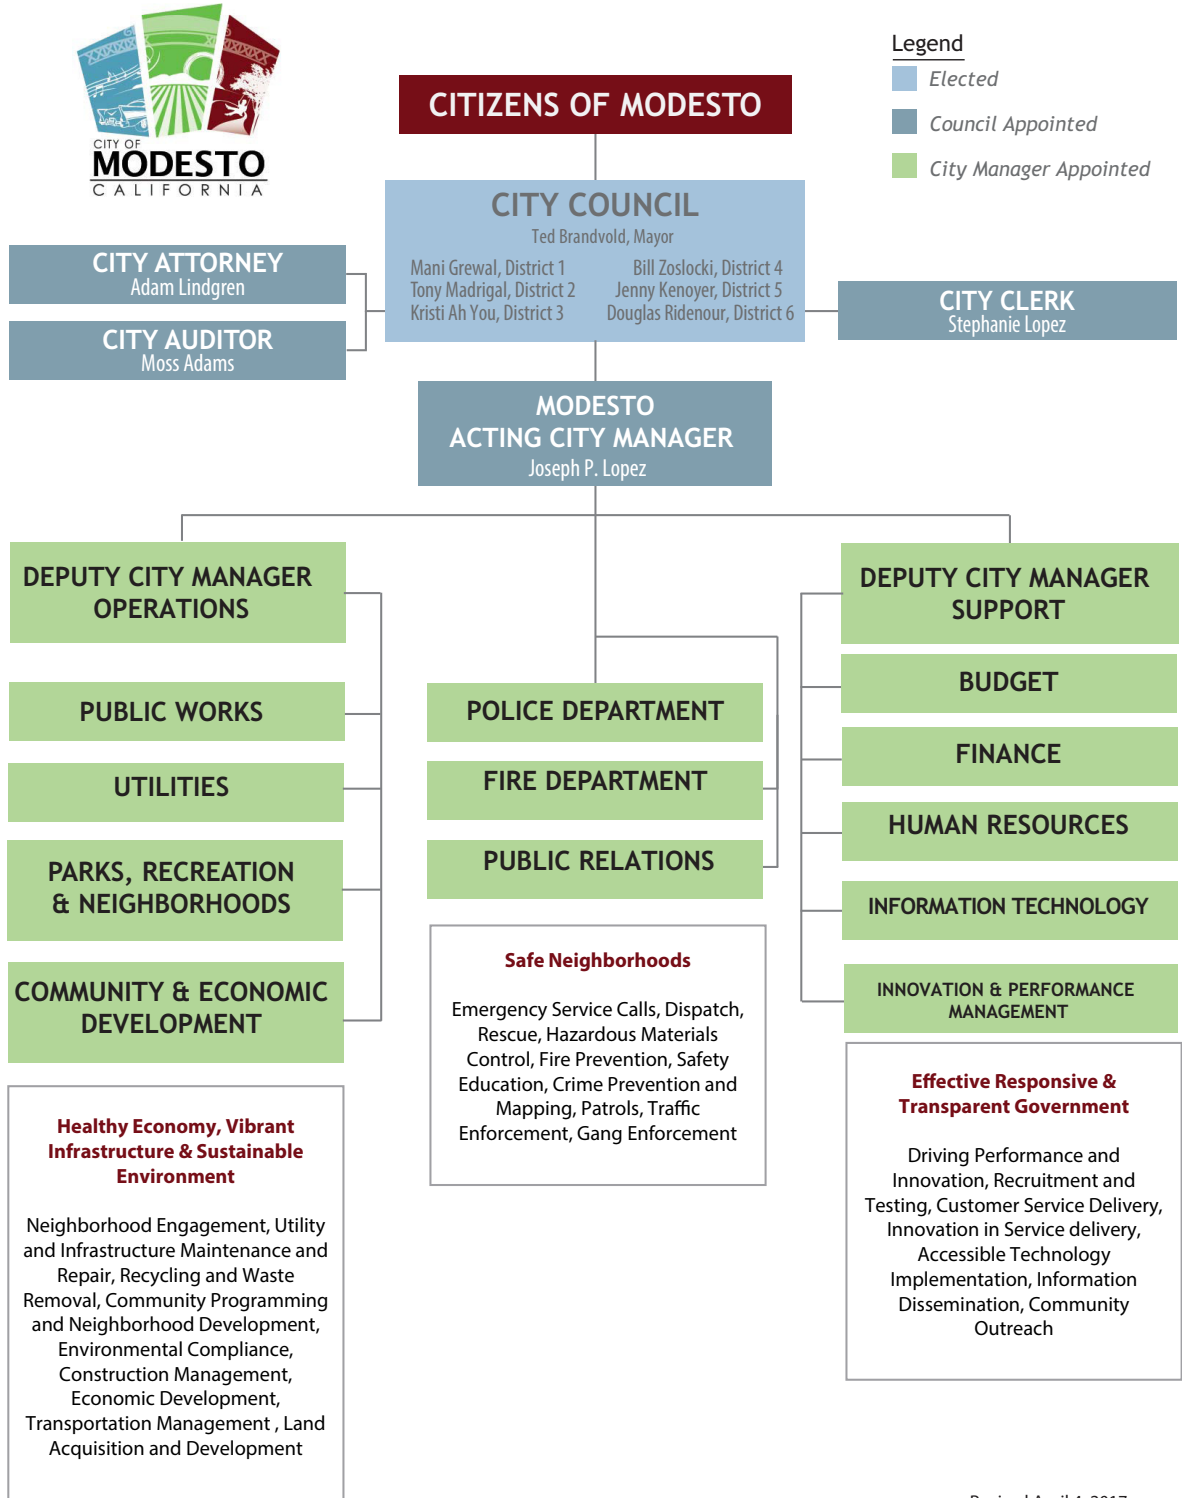 CITY OF
MODESTO
CALIFORNIA
Legend
Elected
Council Appointed
City Manager Appointed
CITIZENS OF MODESTO
CITY COUNCIL
Ted Brandvold, Mayor
Mani Grewal, District 1
Tony Madrigal, District 2
Kristi Ah You, District 3
Bill Zoslocki, District 4
Jenny Kenoyer, District 5
Douglas Ridenour, District 6
CITY ATTORNEY
Adam Lindgren
CITY AUDITOR
Moss Adams
CITY CLERK
Stephanie Lopez
MODESTO
ACTING CITY MANAGER
Joseph P. Lopez
DEPUTY CITY MANAGER
OPERATIONS
PUBLIC WORKS
UTILITIES
PARKS, RECREATION
& NEIGHBORHOODS
COMMUNITY & ECONOMIC
DEVELOPMENT
Healthy Economy, Vibrant
Infrastructure & Sustainable
Environment
Neighborhood Engagement, Utility
and Infrastructure Maintenance and
Repair, Recycling and Waste
Removal, Community Programming
and Neighborhood Development,
Environmental Compliance,
Construction Management,
Economic Development,
Transportation Management , Land
Acquisition and Development
POLICE DEPARTMENT
FIRE DEPARTMENT
PUBLIC RELATIONS
Safe Neighborhoods
Emergency Service Calls, Dispatch,
Rescue, Hazardous Materials
Control, Fire Prevention, Safety
Education, Crime Prevention and
Mapping, Patrols, Traffic
Enforcement, Gang Enforcement
DEPUTY CITY MANAGER
SUPPORT
BUDGET
FINANCE
HUMAN RESOURCES
INFORMATION TECHNOLOGY
INNOVATION & PERFORMANCE
MANAGEMENT
Effective Responsive &
Transparent Government
Driving Performance and
Innovation, Recruitment and
Testing, Customer Service Delivery,
Innovation in Service delivery,
Accessible Technology
Implementation, Information
Dissemination, Community
Outreach
Revised April 4, 2017